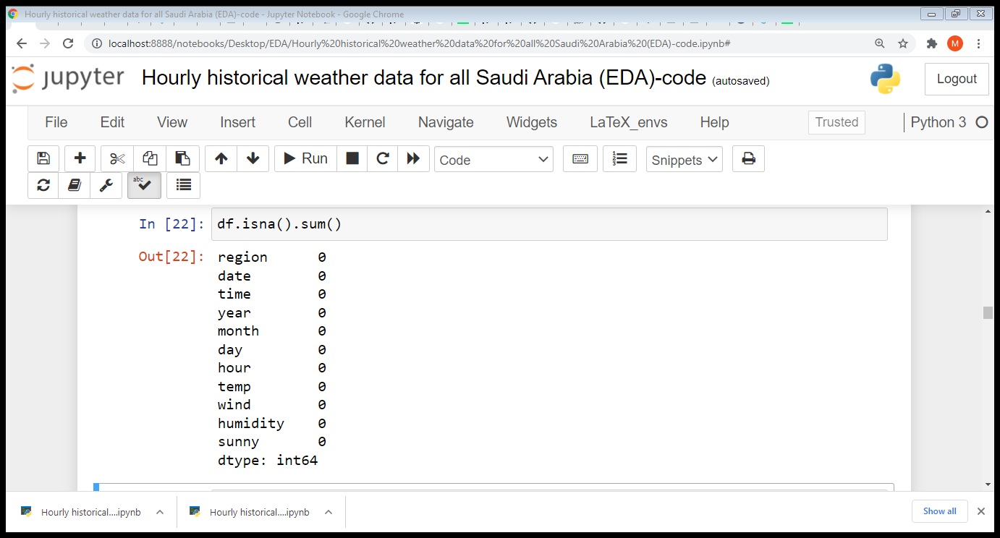 Hourly historical weather data for all Saudi Arabia (EDA)-code - Jupyter Notebook - Google Chrome
localhost:8888/notebooks/Desktop/EDA/Hourly%20historical%20weather%20data%20for%20all%20Saudi%20Arabia%20(EDA)-code.ipynb#
M
jupyter Hourly historical weather data for all Saudi Arabia (EDA)-code (autosaved)
Logout
File Edit View Insert Cell Kernel Navigate Widgets LaTeX_envs Help Trusted Python 3
Run Code Snippets
abc
In [22]: df.isna().sum()
Out[22]: region 0
date 0
time 0
year 0
month 0
day 0
hour 0
temp 0
wind 0
humidity 0
sunny 0
dtype: int64
Hourly historical....ipynb Hourly historical....ipynb Show all